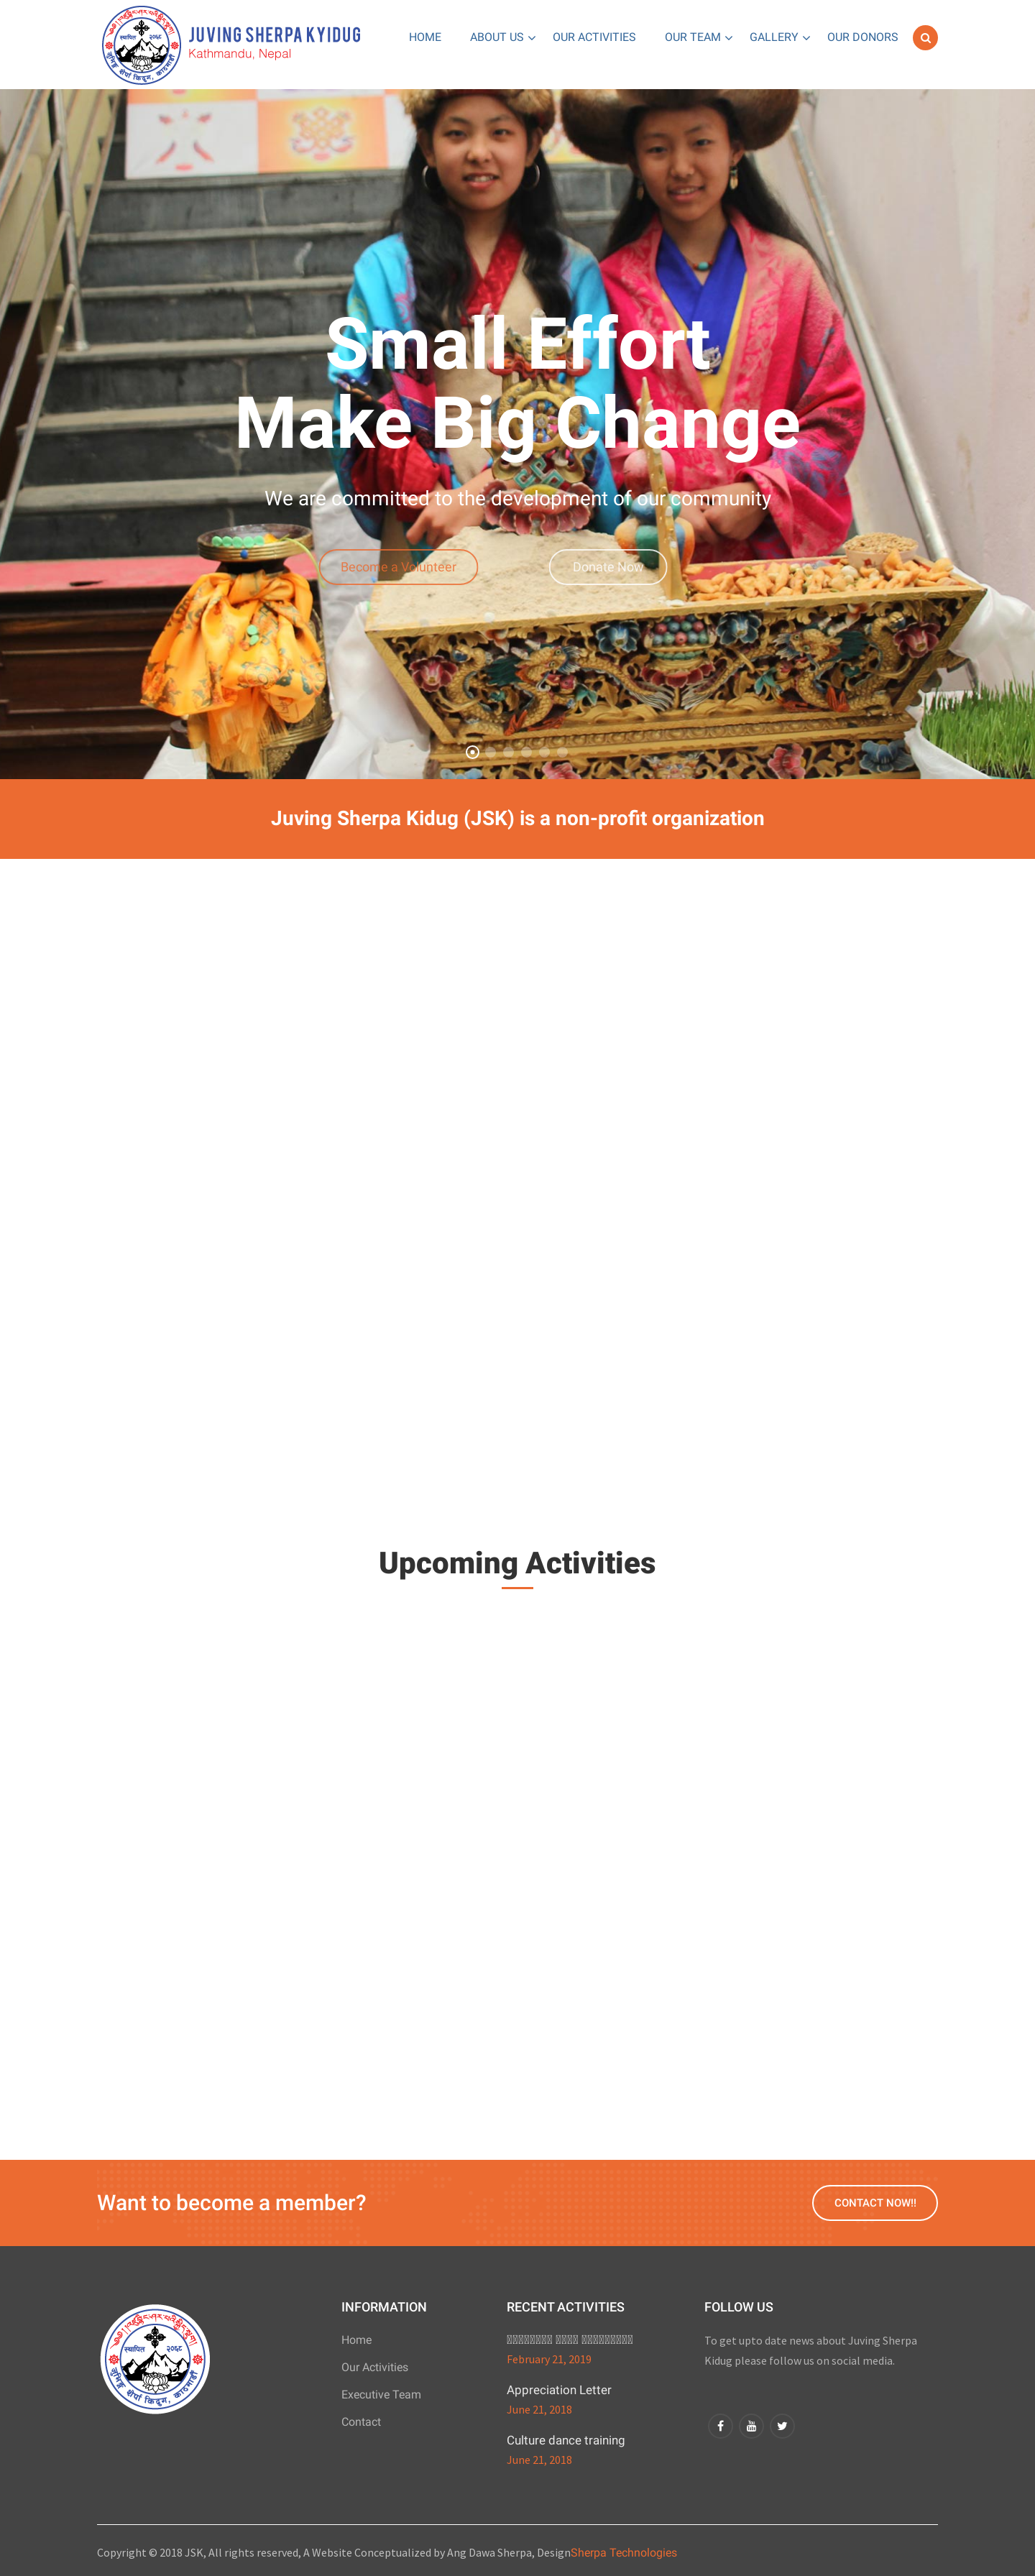 JUVING SHERPA KYIDUG
Kathmandu, Nepal
HOME ABOUT US OUR ACTIVITIES OUR TEAM GALLERY OUR DONORS
स्थापित २०६८
Small Effort
Make Big Change
We are committed to the development of our community
Become a Volunteer Donate Now
Juving Sherpa Kidug (JSK) is a non-profit organization
Upcoming Activities
Want to become a member?
CONTACT NOW!!
स्थापित
२०६८
INFORMATION
Home
Our Activities
Executive Team
Contact
RECENT ACTIVITIES
February 21, 2019
Appreciation Letter
June 21, 2018
Culture dance training
June 21, 2018
FOLLOW US
To get upto date news about Juving Sherpa
Kidug please follow us on social media.
Copyright © 2018 JSK, All rights reserved, A Website Conceptualized by Ang Dawa Sherpa, DesignSherpa Technologies